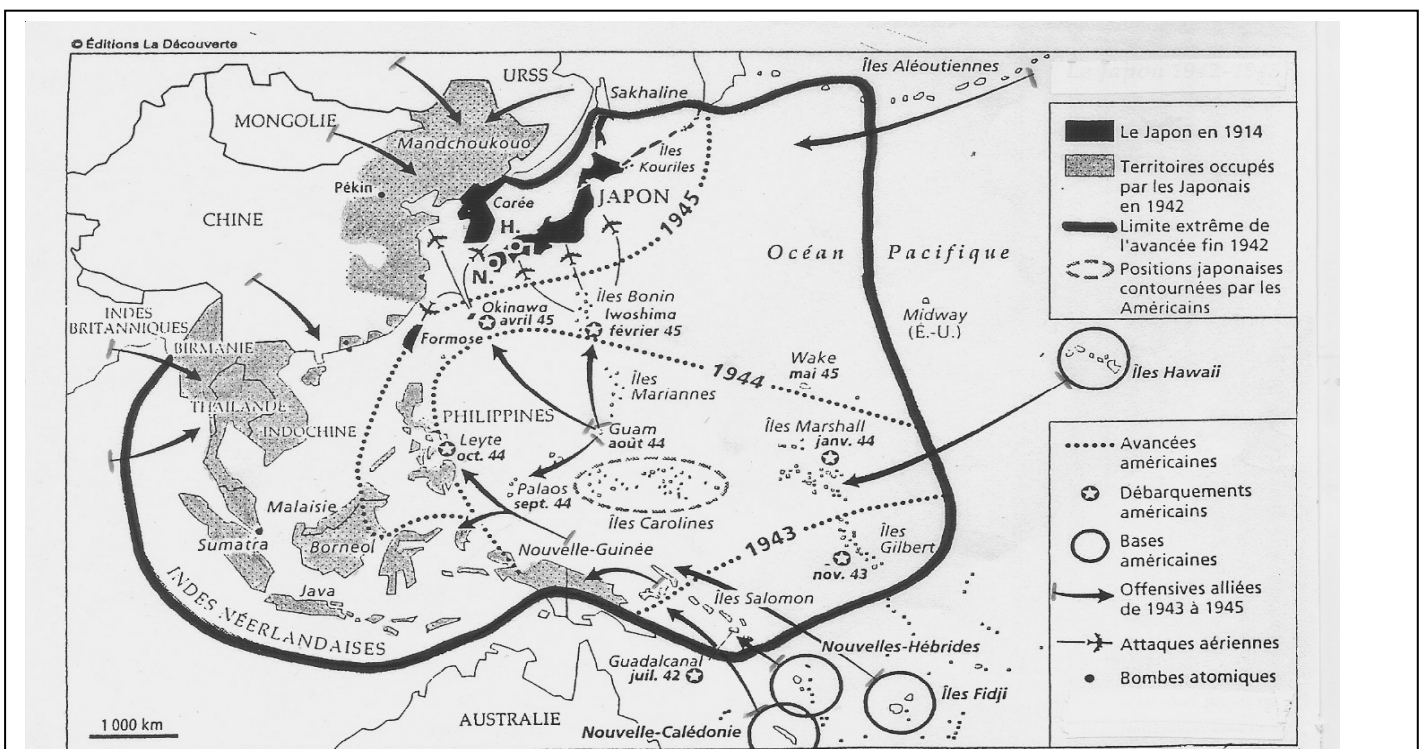 © Éditions La Découverte
URSS
Îles Aléoutiennes
Sakhaline
MONGOLIE
Mandchoukouo
Îles
Kouriles
Pékin
JAPON
Corée
CHINE
H.
1945
N.
Océan Pacifique
INDES
BRITANNIQUES
Okinawa
avril 45
Îles Bonin
Iwoshima
février 45
Midway
(É.-U.)
BIRMANIE
Formose
Wake
mai 45
Îles Hawaii
1944
Îles
Mariannes
THAILANDE
PHILIPPINES
INDOCHINE
Leyte
oct. 44
Guam
août 44
Îles Marshall
janv. 44
Palaos
sept. 44
Malaisie
Îles Carolines
Sumatra
Bornéo
1943
Îles
Gilbert
nov. 43
Nouvelle-Guinée
Java
Îles Salomon
INDES NÉERLANDAISES
Nouvelles-Hébrides
Guadalcanal
juil. 42
Îles Fidji
AUSTRALIE
Nouvelle-Calédonie
1 000 km
Le Japon en 1914
Territoires occupés
par les Japonais
en 1942
Limite extrême de
l'avancée fin 1942
Positions japonaises
contournées par les
Américains
Avancées
américaines
Débarquements
américains
Bases
américaines
Offensives alliées
de 1943 à 1945
Attaques aériennes
Bombes atomiques